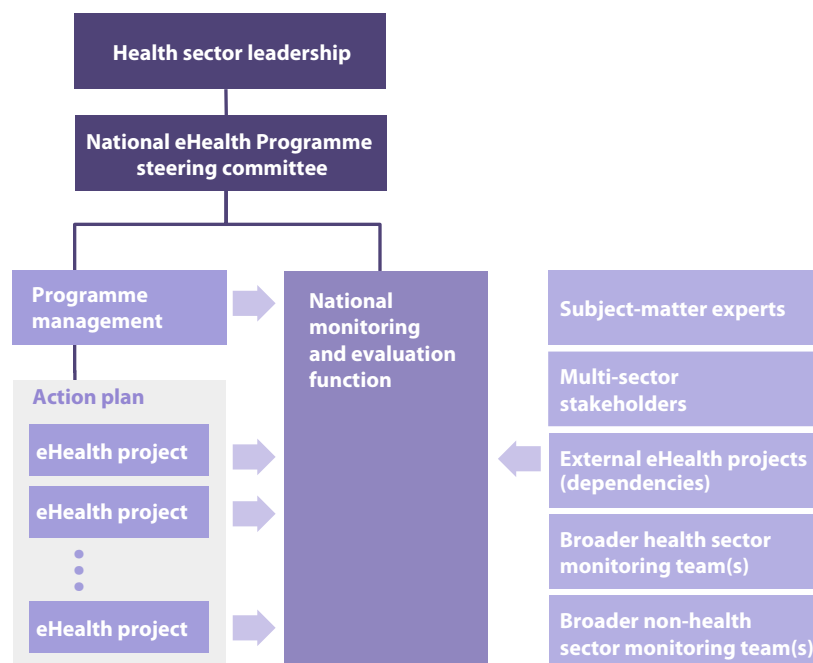 Health sector leadership
National eHealth Programme
steering committee
Programme
management
National
monitoring
and evaluation
function
Subject-matter experts
Multi-sector
stakeholders
Action plan
eHealth project
eHealth project
eHealth project
External eHealth projects
(dependencies)
Broader health sector
monitoring team(s)
Broader non-health
sector monitoring team(s)